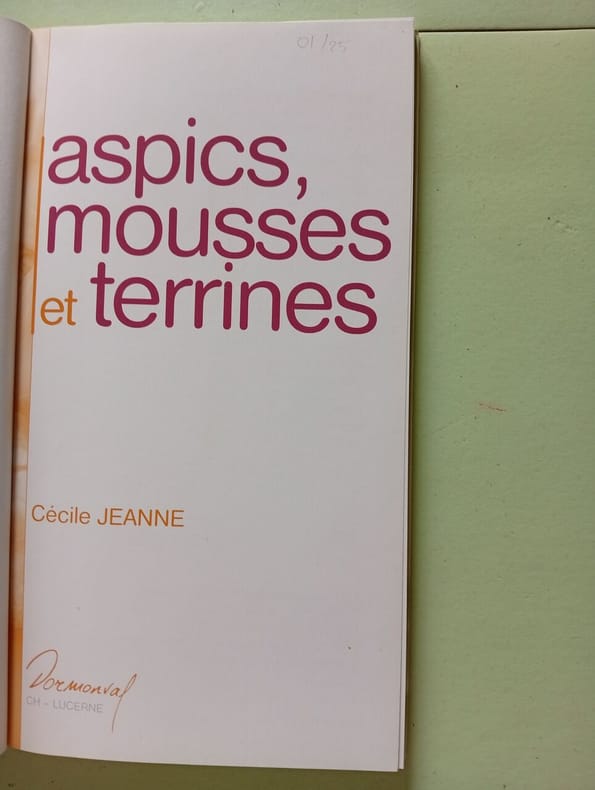 01/25
aspics,
mousses
et terrines
Cécile JEANNE
Dormonval
CH - LUCERNE